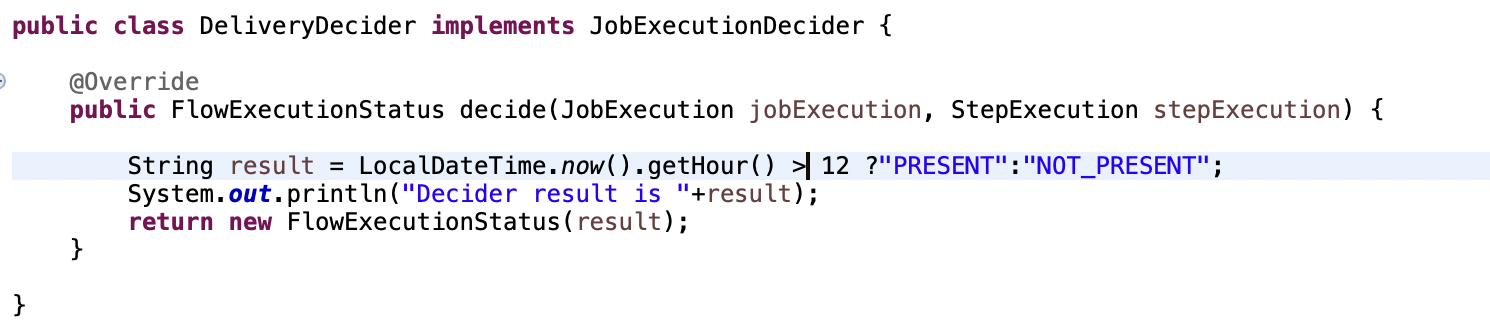 public class DeliveryDecider implements JobExecutionDecider {
@Override
public FlowExecutionStatus decide(JobExecution jobExecution, StepExecution stepExecution) {
String result = LocalDateTime.now().getHour() > 12 ?"PRESENT":"NOT_PRESENT";
System.out.println("Decider result is "+result);
return new FlowExecutionStatus(result);
}
}